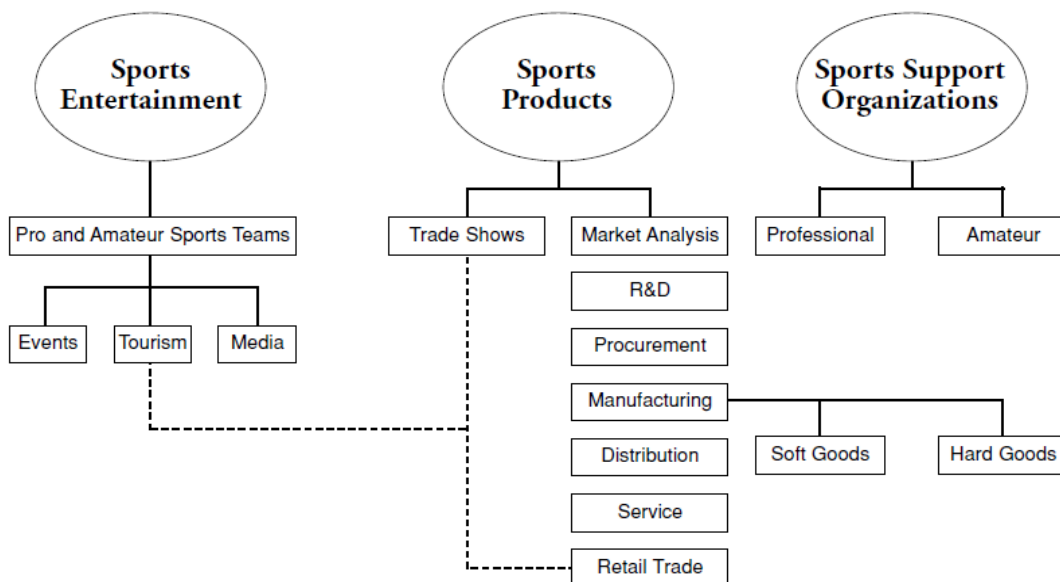 Sports
Entertainment
Sports
Products
Sports Support
Organizations
Pro and Amateur Sports Teams
Trade Shows
Market Analysis
Professional
Amateur
R&D
Events
Tourism
Media
Procurement
Manufacturing
Distribution
Soft Goods
Hard Goods
Service
Retail Trade